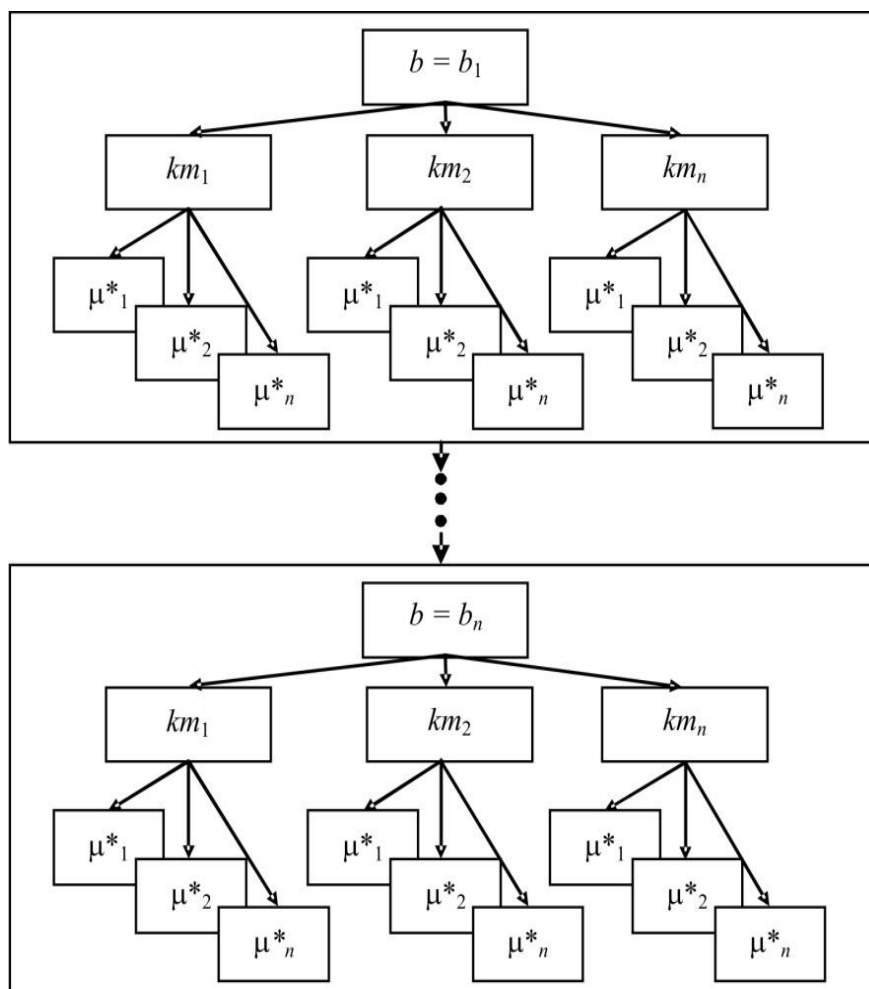 b = b₁
km₁ km₂ kmₙ
μ*₁ μ*₁ μ*₁
μ*₂ μ*₂ μ*₂
μ*ₙ μ*ₙ μ*ₙ
b = bₙ
km₁ km₂ kmₙ
μ*₁ μ*₁ μ*₁
μ*₂ μ*₂ μ*₂
μ*ₙ μ*ₙ μ*ₙ